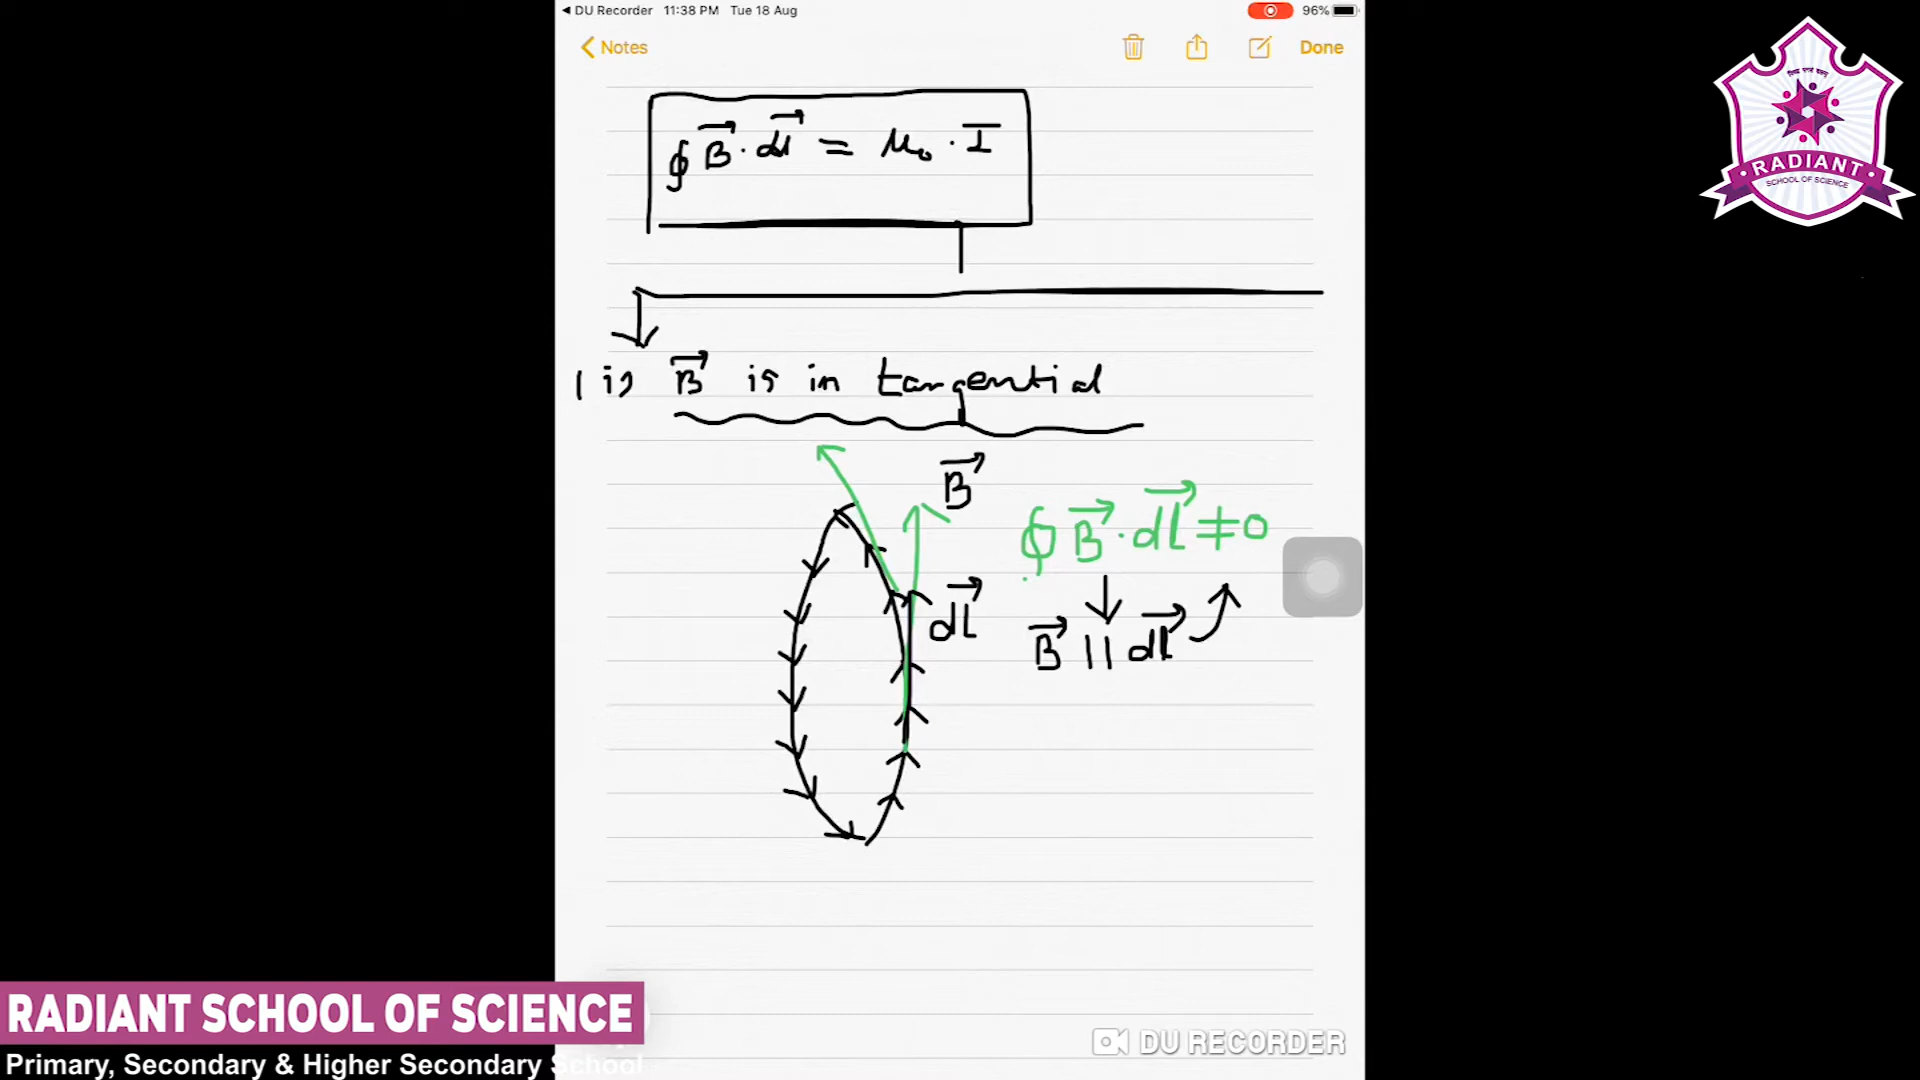 DU Recorder 11:38 PM Tue 18 Aug 96%
Notes Done
∮ B⃗ · dl⃗ = μ₀ · I
(i) B⃗ is in tangential
B⃗
∮ B⃗ · dl⃗ ≠ 0
dl⃗
B⃗ || dl⃗
RADIANT
SCHOOL OF SCIENCE
RADIANT SCHOOL OF SCIENCE
Primary, Secondary & Higher Secondary School
DU RECORDER